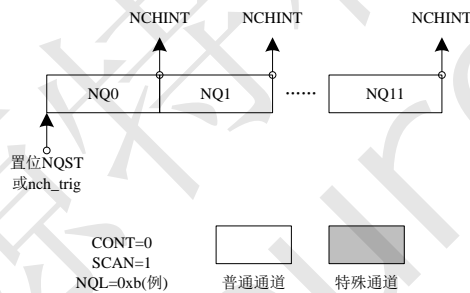 NCHINT NCHINT NCHINT
NQ0 NQ1 …… NQ11
置位NQST
或nch_trig
CONT=0
SCAN=1
NQL=0xb(例) 普通通道 特殊通道